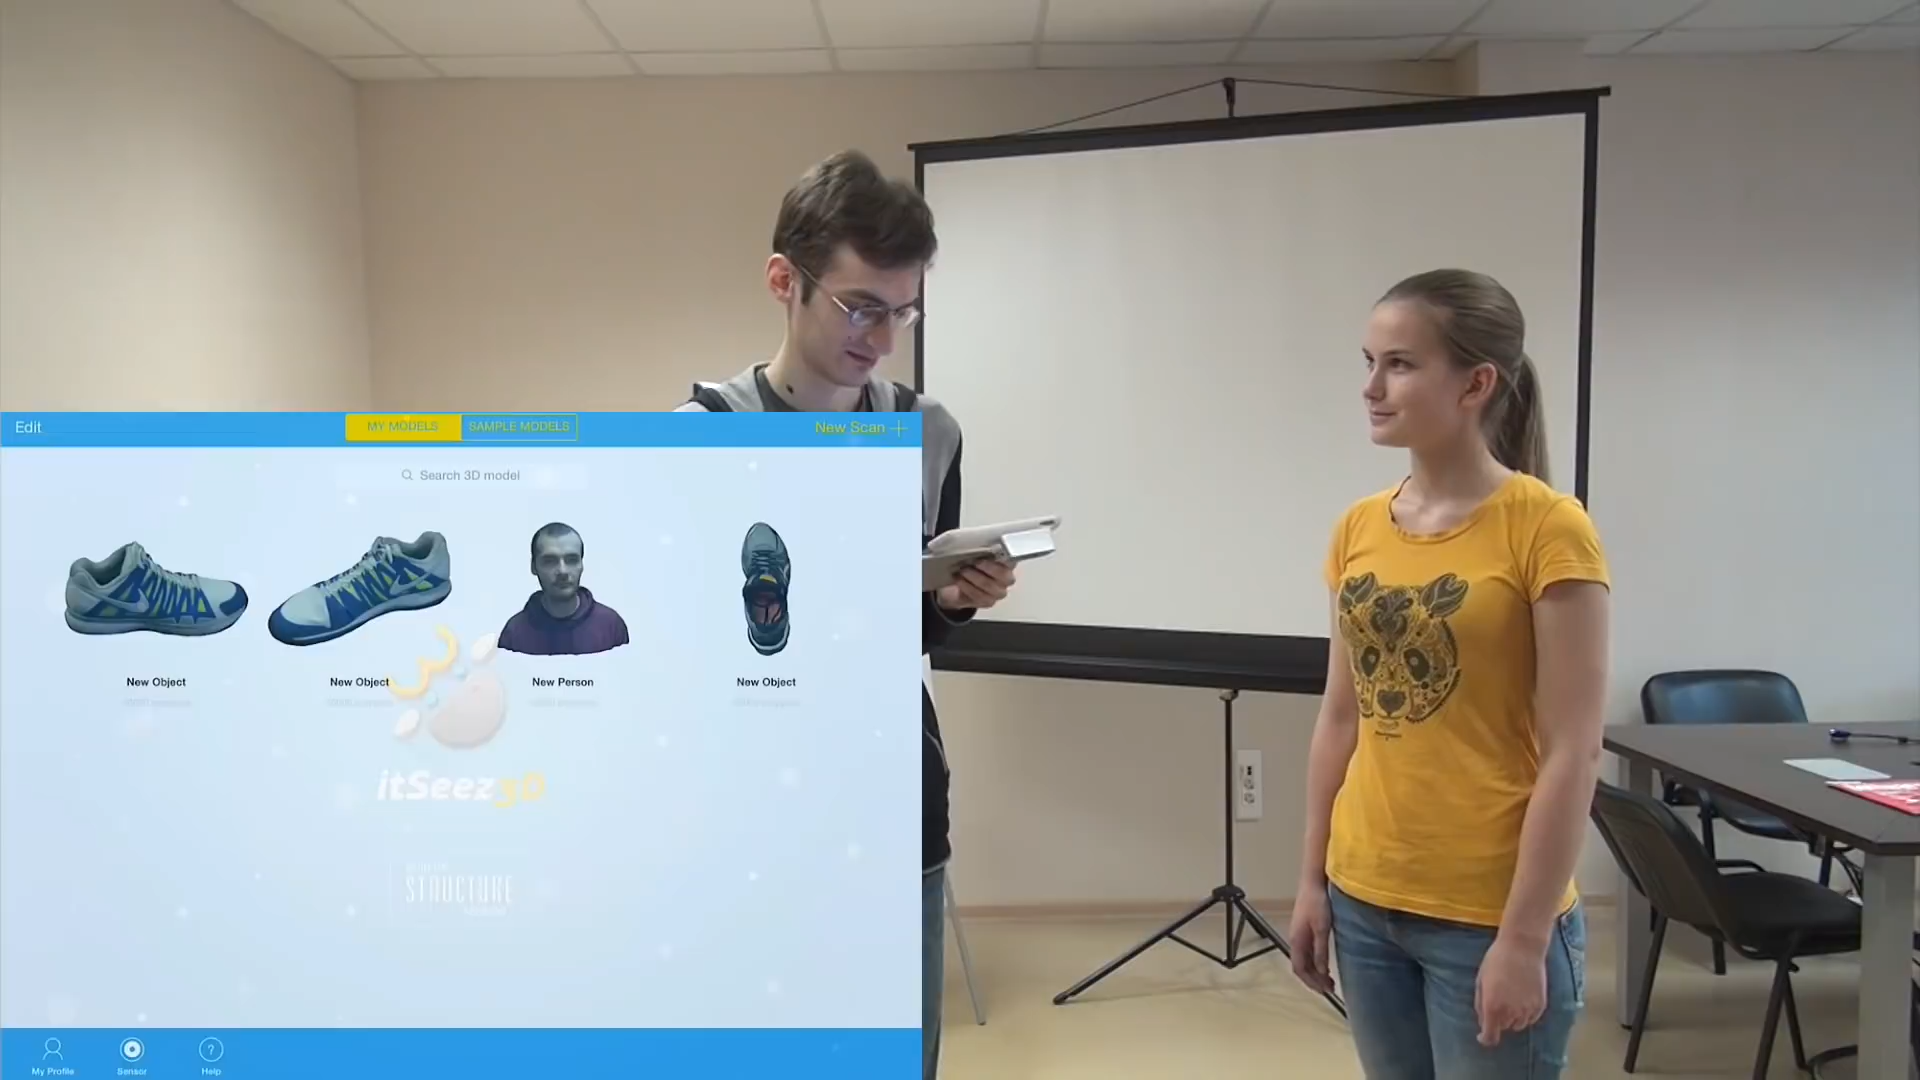 Edit
MY MODELS
SAMPLE MODELS
New Scan
Search 3D model
New Object
New Object
New Person
New Object
itSeez3D
STRUCTURE
My Profile
Sensor
? Help